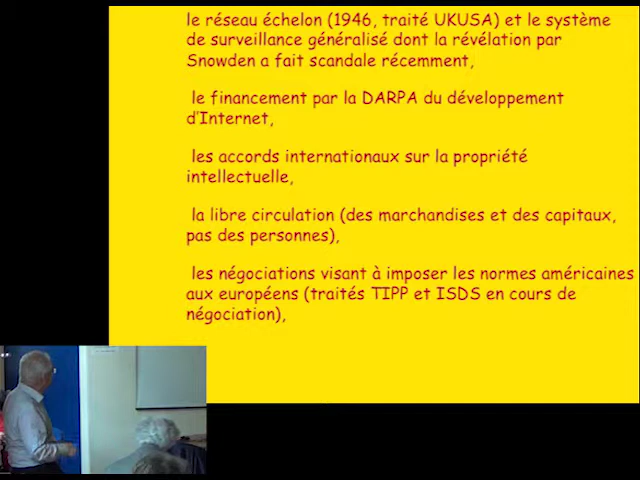 le réseau échelon (1946, traité UKUSA) et le système
de surveillance généralisé dont la révélation par
Snowden a fait scandale récemment,
le financement par la DARPA du développement
d'Internet,
les accords internationaux sur la propriété
intellectuelle,
la libre circulation (des marchandises et des capitaux,
pas des personnes),
les négociations visant à imposer les normes américaines
aux européens (traités TIPP et ISDS en cours de
négociation),